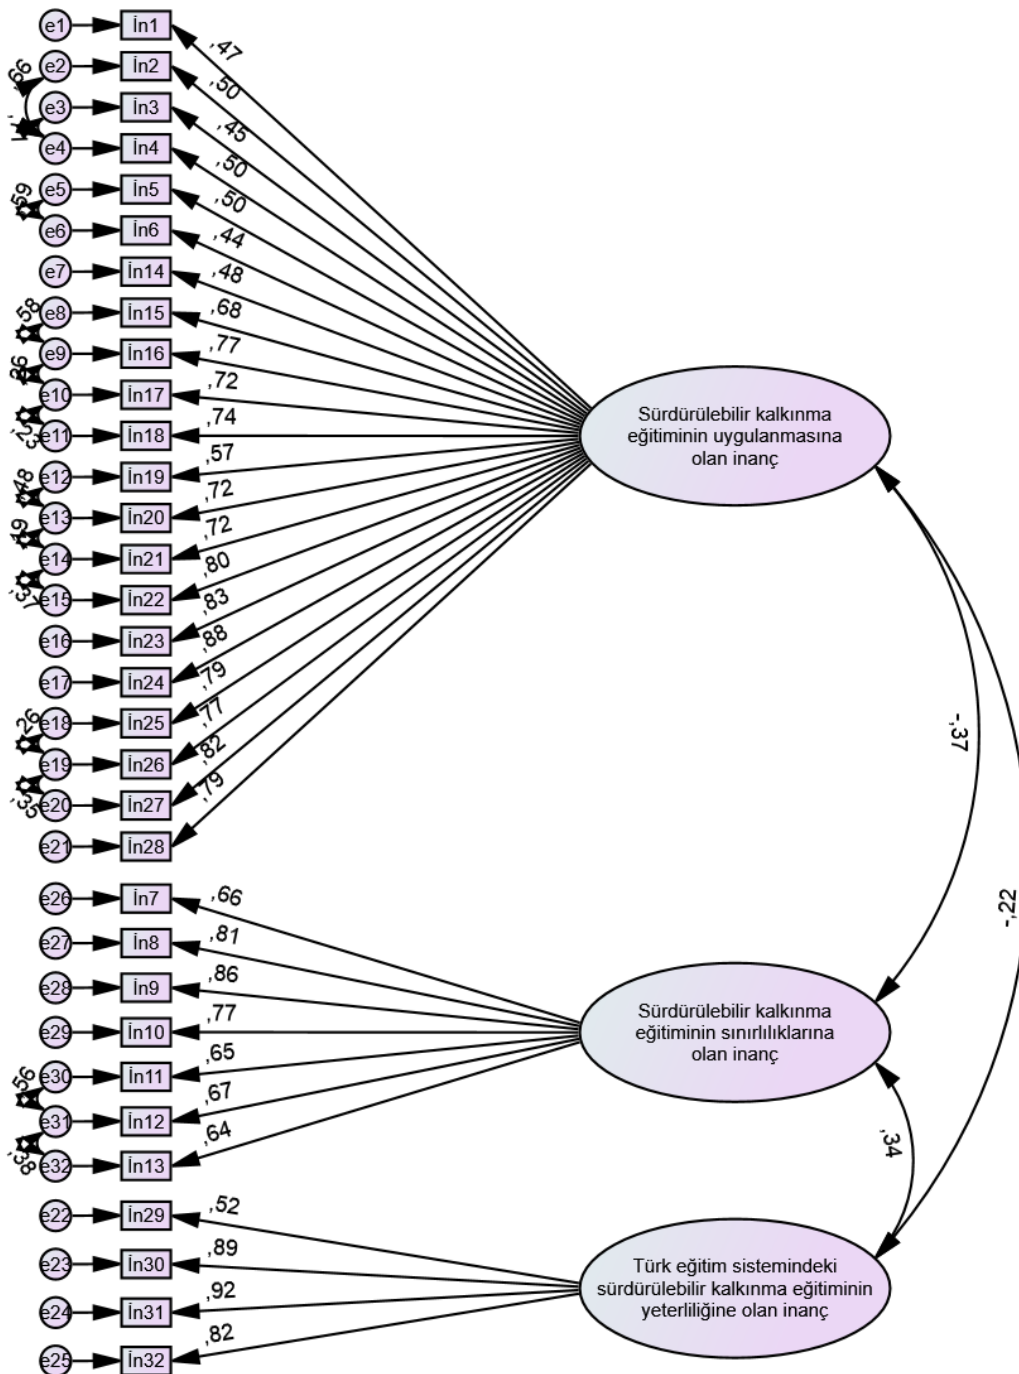 e1 İn1 ,47
e2 İn2 ,50
,66
e3 İn3 ,45
e4 İn4 ,50
e5 İn5 ,50
,59
e6 İn6 ,44
e7 İn14 ,48
e8 İn15 ,68
,58
e9 İn16 ,77
e10 İn17 ,72
e11 İn18 ,74
e12 İn19 ,57
,48
e13 İn20 ,72
e14 İn21 ,72
e15 İn22 ,80
,37
e16 İn23 ,83
e17 İn24 ,88
e18 İn25 ,79
,26
e19 İn26 ,77
e20 İn27 ,82
,35
e21 İn28 ,79
Sürdürülebilir kalkınma
eğitiminin uygulanmasına
olan inanç
-,37
-,22
e26 İn7 ,66
e27 İn8 ,81
e28 İn9 ,86
e29 İn10 ,77
e30 İn11 ,65
,56
e31 İn12 ,67
e32 İn13 ,64
,38
Sürdürülebilir kalkınma
eğitiminin sınırlılıklarına
olan inanç
,34
e22 İn29 ,52
e23 İn30 ,89
e24 İn31 ,92
e25 İn32 ,82
Türk eğitim sistemindeki
sürdürülebilir kalkınma eğitiminin
yeterliliğine olan inanç